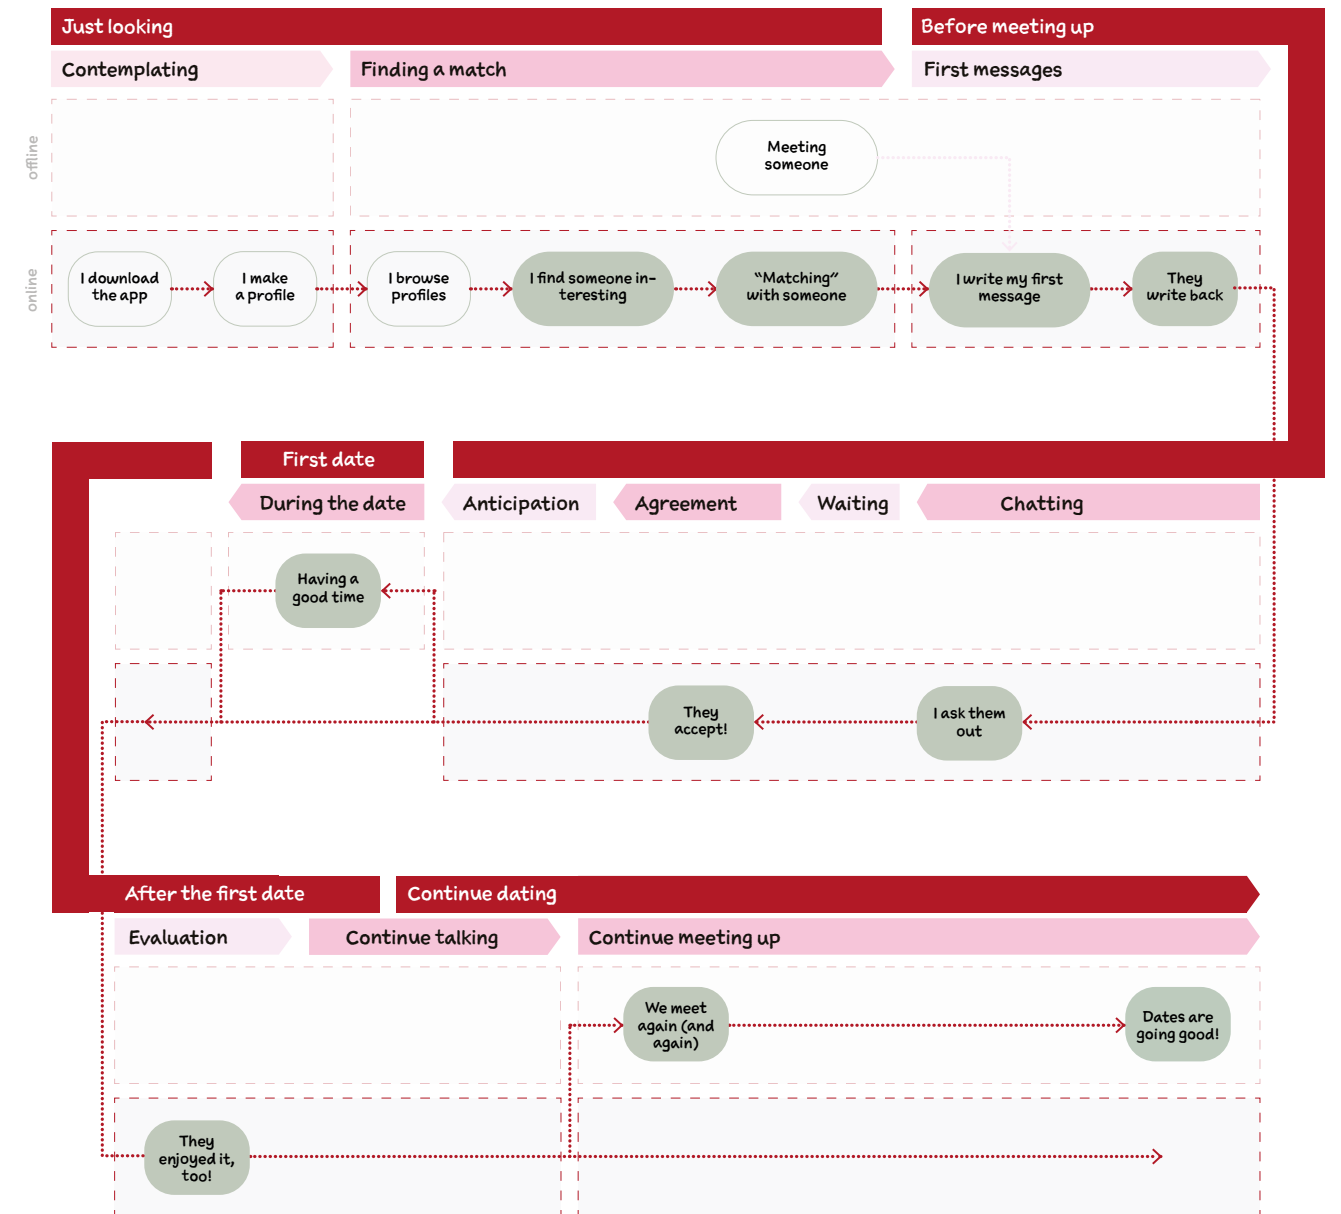 Just looking
Before meeting up
Contemplating
Finding a match
First messages
offline
Meeting
someone
online
I download
the app
I make
a profile
I browse
profiles
I find someone in-
teresting
“Matching”
with someone
I write my first
message
They
write back
First date
During the date
Anticipation
Agreement
Waiting
Chatting
Having a
good time
They
accept!
I ask them
out
After the first date
Continue dating
Evaluation
Continue talking
Continue meeting up
We meet
again (and
again)
Dates are
going good!
They
enjoyed it,
too!